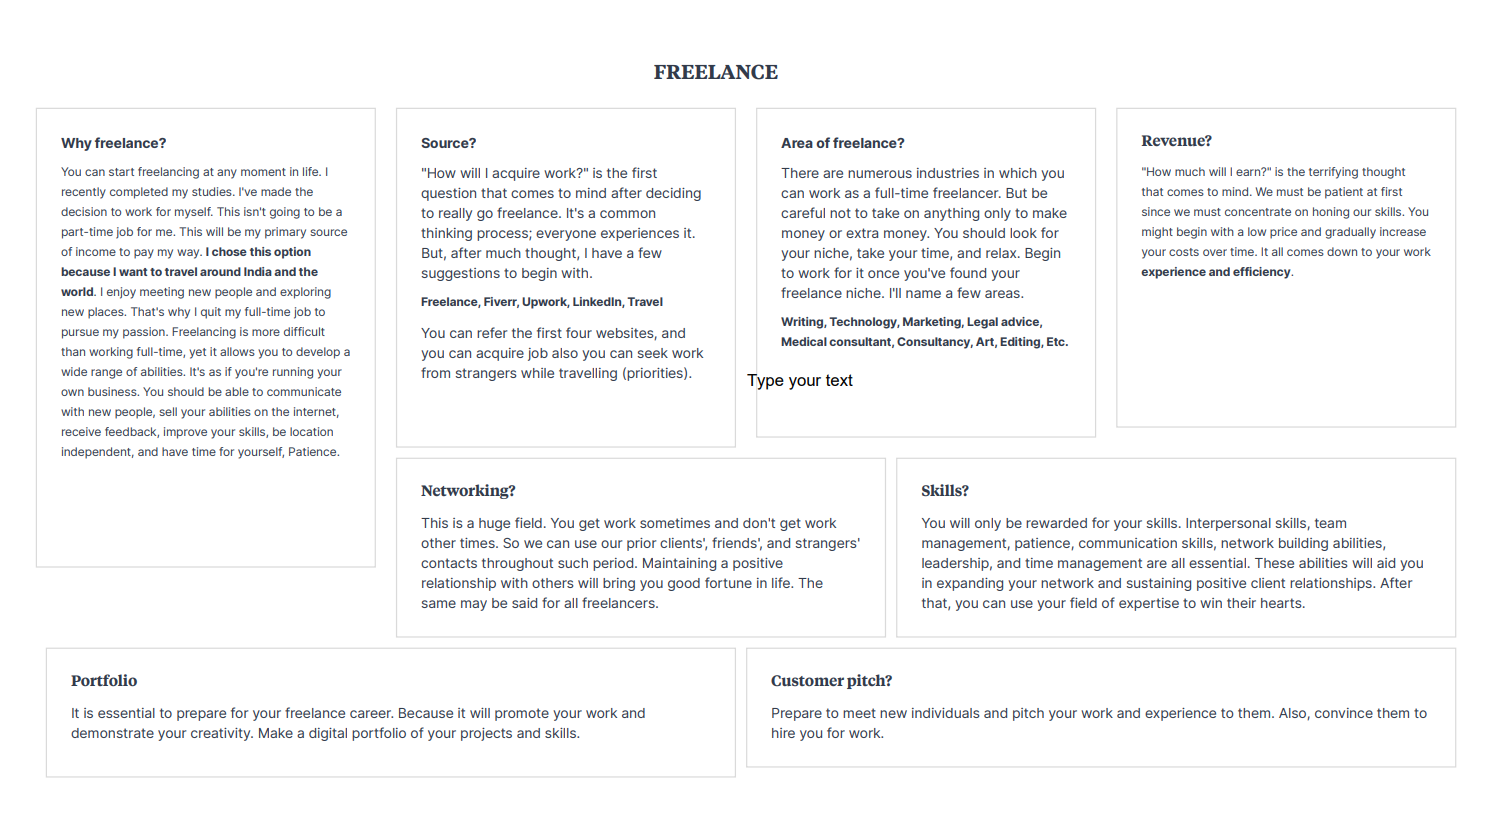 FREELANCE
Why freelance?
You can start freelancing at any moment in life. I
recently completed my studies. I've made the
decision to work for myself. This isn't going to be a
part-time job for me. This will be my primary source
of income to pay my way. I chose this option
because I want to travel around India and the
world. I enjoy meeting new people and exploring
new places. That's why I quit my full-time job to
pursue my passion. Freelancing is more difficult
than working full-time, yet it allows you to develop a
wide range of abilities. It's as if you're running your
own business. You should be able to communicate
with new people, sell your abilities on the internet,
receive feedback, improve your skills, be location
independent, and have time for yourself, Patience.
Source?
"How will I acquire work?" is the first
question that comes to mind after deciding
to really go freelance. It's a common
thinking process; everyone experiences it.
But, after much thought, I have a few
suggestions to begin with.
Freelance, Fiverr, Upwork, LinkedIn, Travel
You can refer the first four websites, and
you can acquire job also you can seek work
from strangers while travelling (priorities).
Area of freelance?
There are numerous industries in which you
can work as a full-time freelancer. But be
careful not to take on anything only to make
money or extra money. You should look for
your niche, take your time, and relax. Begin
to work for it once you've found your
freelance niche. I'll name a few areas.
Writing, Technology, Marketing, Legal advice,
Medical consultant, Consultancy, Art, Editing, Etc.
Type your text
Revenue?
"How much will I earn?" is the terrifying thought
that comes to mind. We must be patient at first
since we must concentrate on honing our skills. You
might begin with a low price and gradually increase
your costs over time. It all comes down to your work
experience and efficiency.
Networking?
This is a huge field. You get work sometimes and don't get work
other times. So we can use our prior clients', friends', and strangers'
contacts throughout such period. Maintaining a positive
relationship with others will bring you good fortune in life. The
same may be said for all freelancers.
Skills?
You will only be rewarded for your skills. Interpersonal skills, team
management, patience, communication skills, network building abilities,
leadership, and time management are all essential. These abilities will aid you
in expanding your network and sustaining positive client relationships. After
that, you can use your field of expertise to win their hearts.
Portfolio
It is essential to prepare for your freelance career. Because it will promote your work and
demonstrate your creativity. Make a digital portfolio of your projects and skills.
Customer pitch?
Prepare to meet new individuals and pitch your work and experience to them. Also, convince them to
hire you for work.